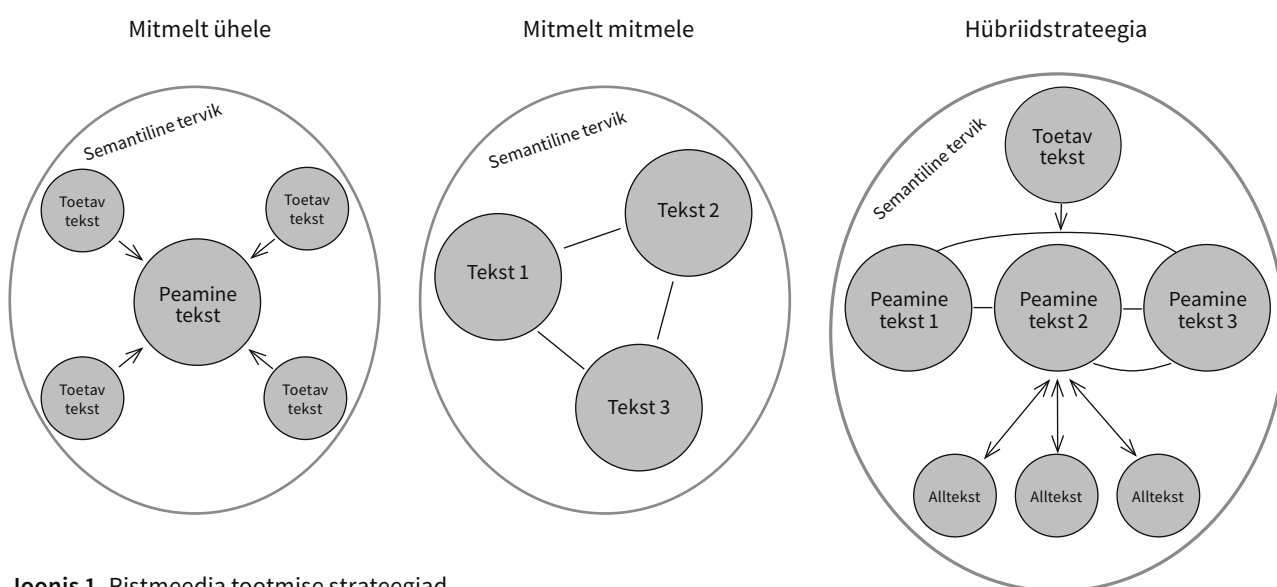 Mitmelt ühele
Semantiline tervik
Toetav
tekst
Toetav
tekst
Peamine
tekst
Toetav
tekst
Toetav
tekst
Mitmelt mitmele
Semantiline tervik
Tekst 2
Tekst 1
Tekst 3
Hübriidstrateegia
Semantiline tervik
Toetav
tekst
Peamine
tekst 1
Peamine
tekst 2
Peamine
tekst 3
Alltekst
Alltekst
Alltekst
Joonis 1. Ristmeedia tootmise strateegiad